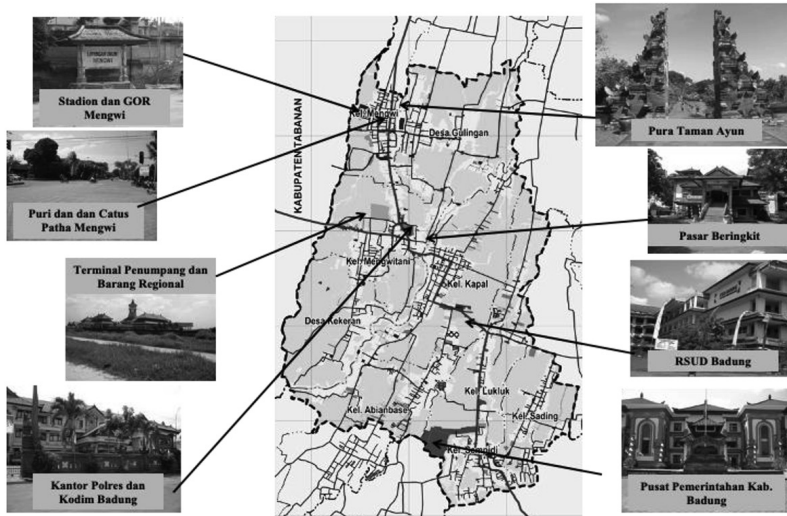 Stadion dan GOR
Mengwi
Puri dan dan Catus
Patha Mengwi
Terminal Penumpang dan
Barang Regional
Kantor Polres dan
Kodim Badung
KABUPATEN TABANAN
Kel. Mengwi
Desa Gulingan
Kel. Mengwitani
Kel. Kapal
Desa Kekeran
Kel. Abianbase
Kel. Lukluk
Kel. Sading
Kel. Sempidi
Pura Taman Ayun
Pasar Beringkit
RSUD Badung
Pusat Pemerintahan Kab.
Badung